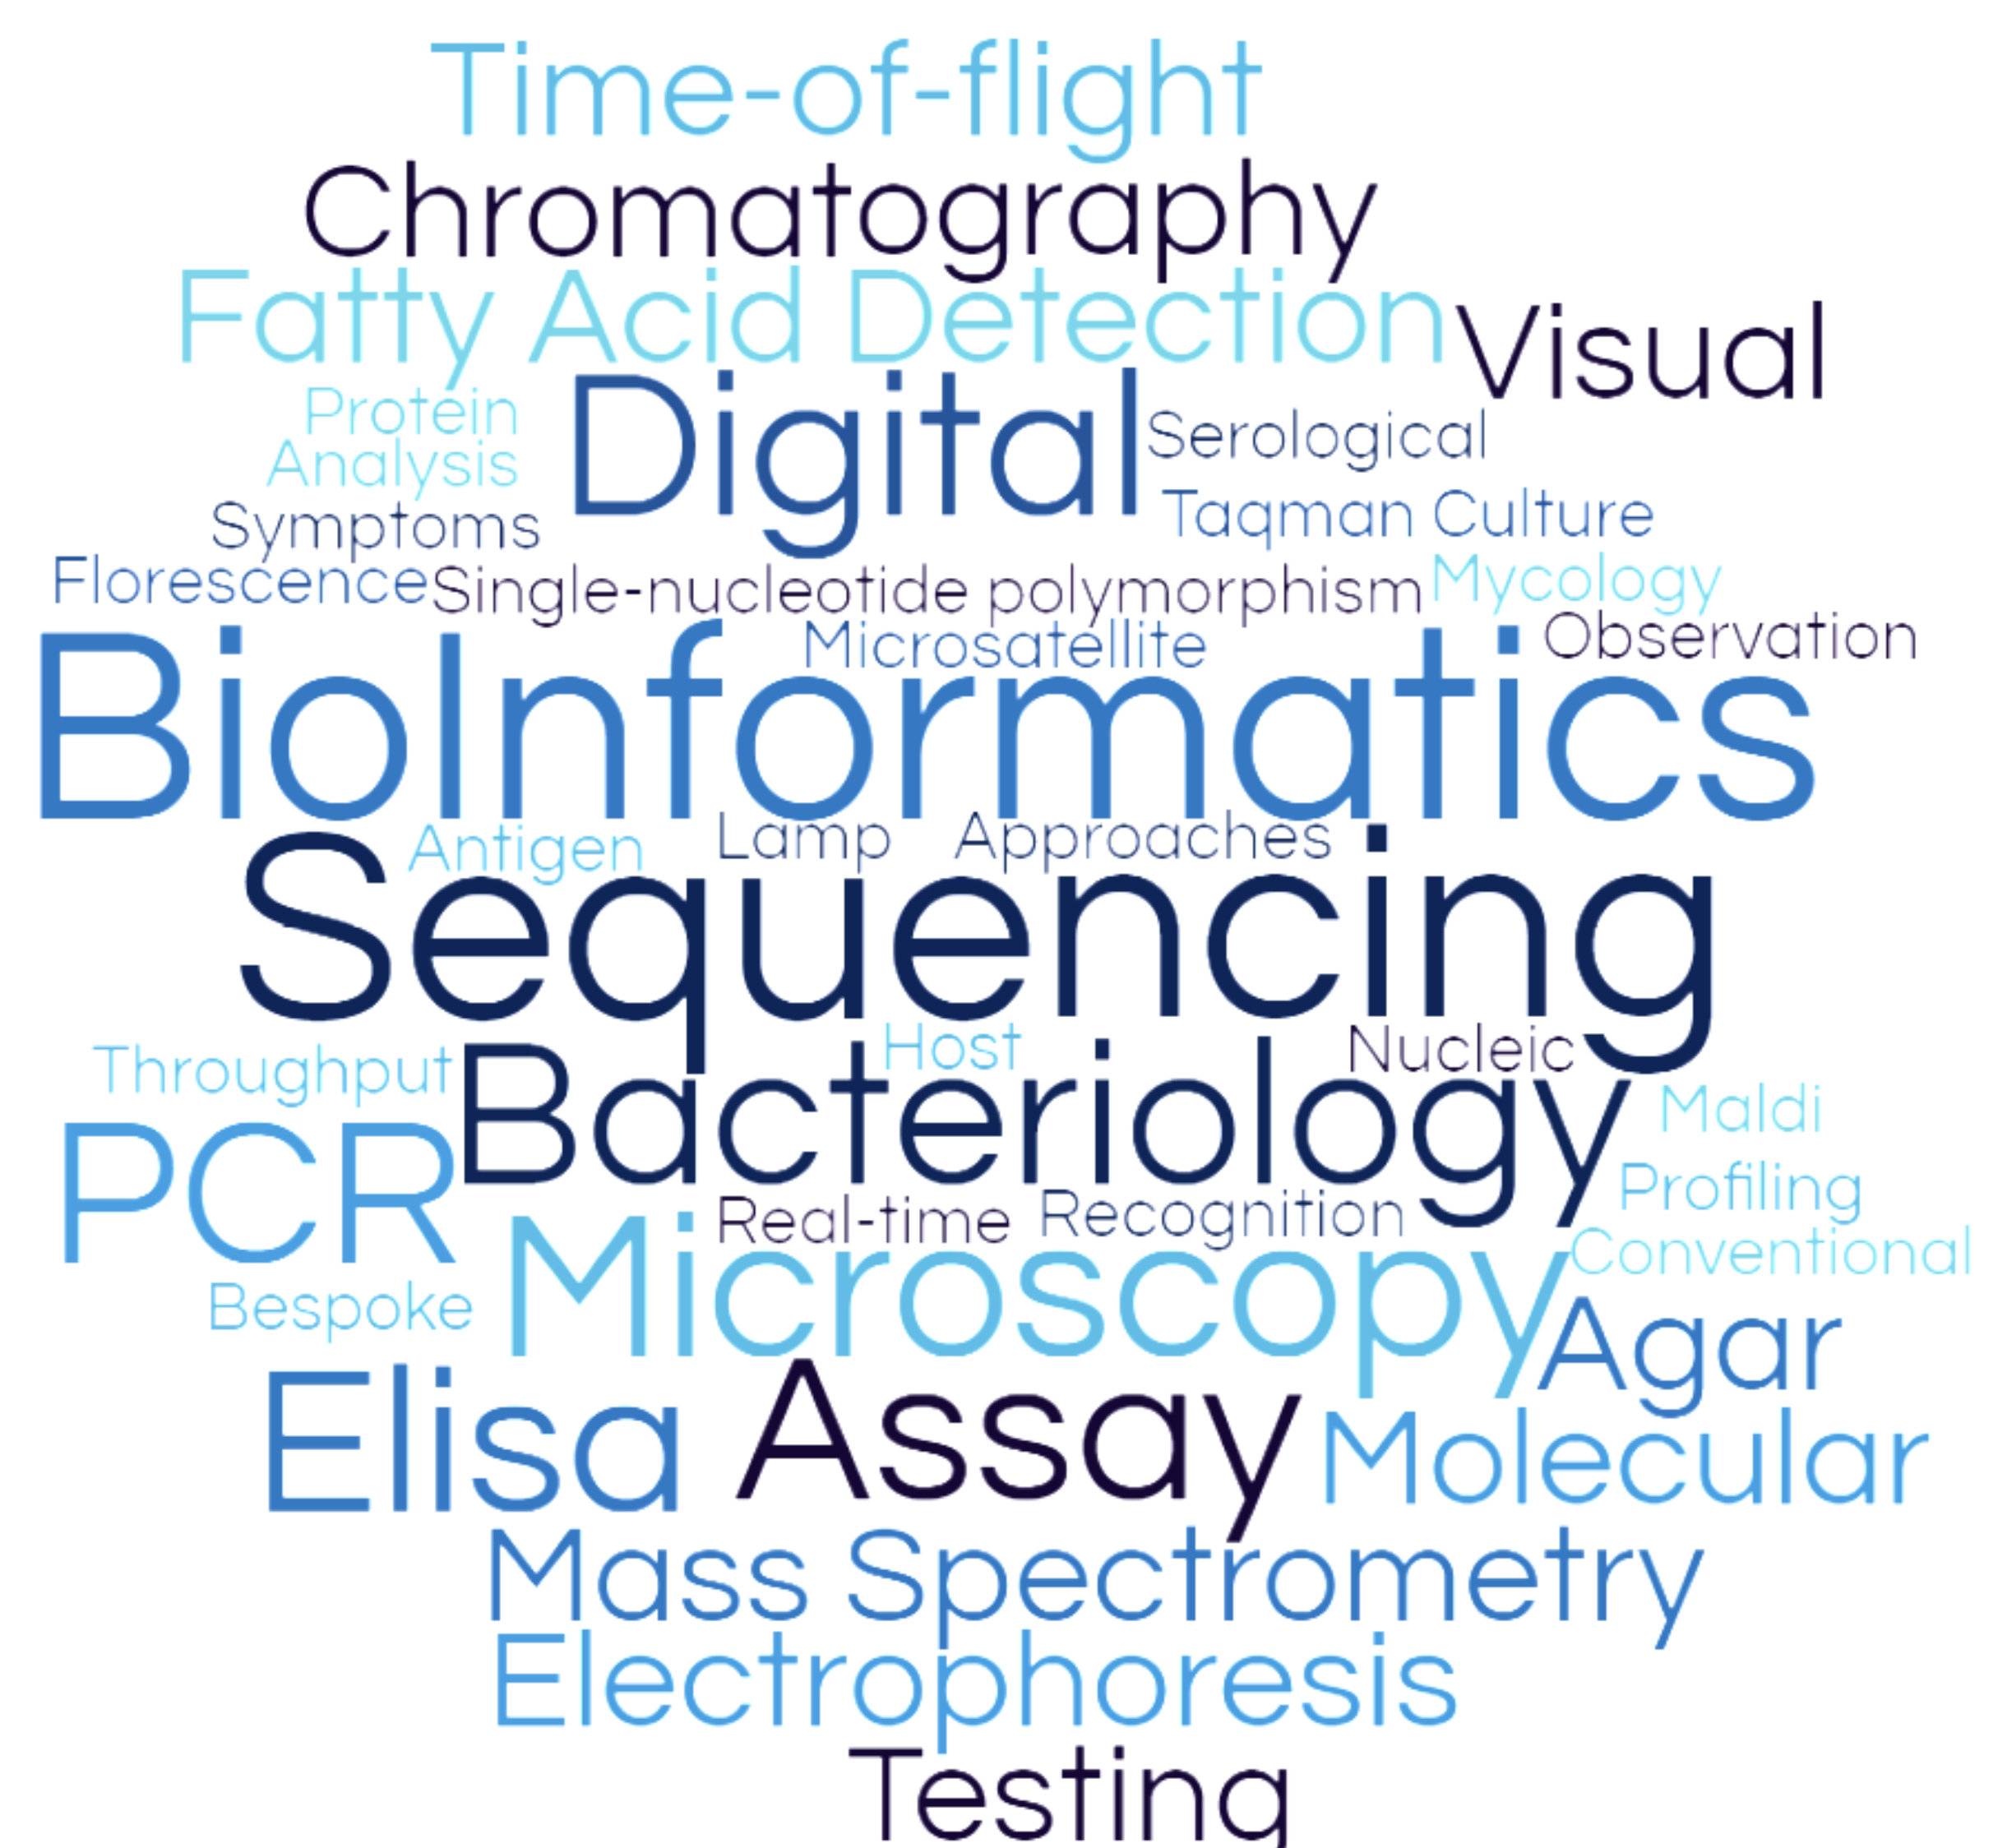 Time-of-flight
Chromatography
Fatty Acid Detection
Visual
Protein
Analysis
Digital
Serological
Symptoms
Taqman Culture
Florescence
Single-nucleotide polymorphism
Mycology
Microsatellite
Observation
BioInformatics
Antigen
Lamp
Approaches
Sequencing
Host
Nucleic
Throughput
Bacteriology
Maldi
PCR
Profiling
Real-time
Recognition
Conventional
Bespoke
Microscopy
Agar
Elisa
Assay
Molecular
Mass Spectrometry
Electrophoresis
Testing